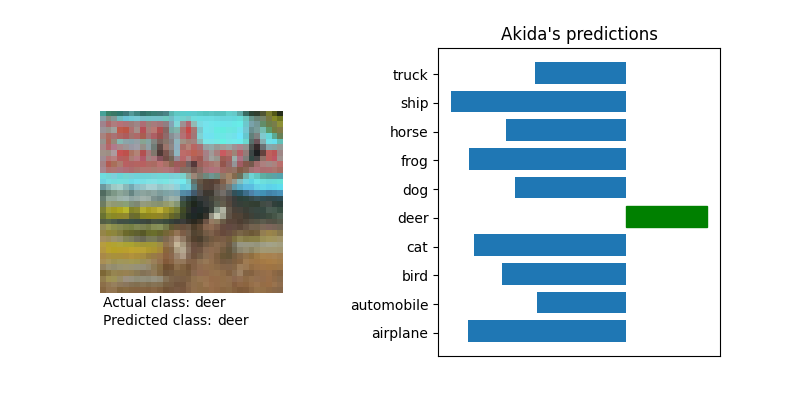 Akida's predictions
truck
ship
horse
frog
dog
deer
cat
bird
automobile
airplane
Actual class: deer
Predicted class: deer